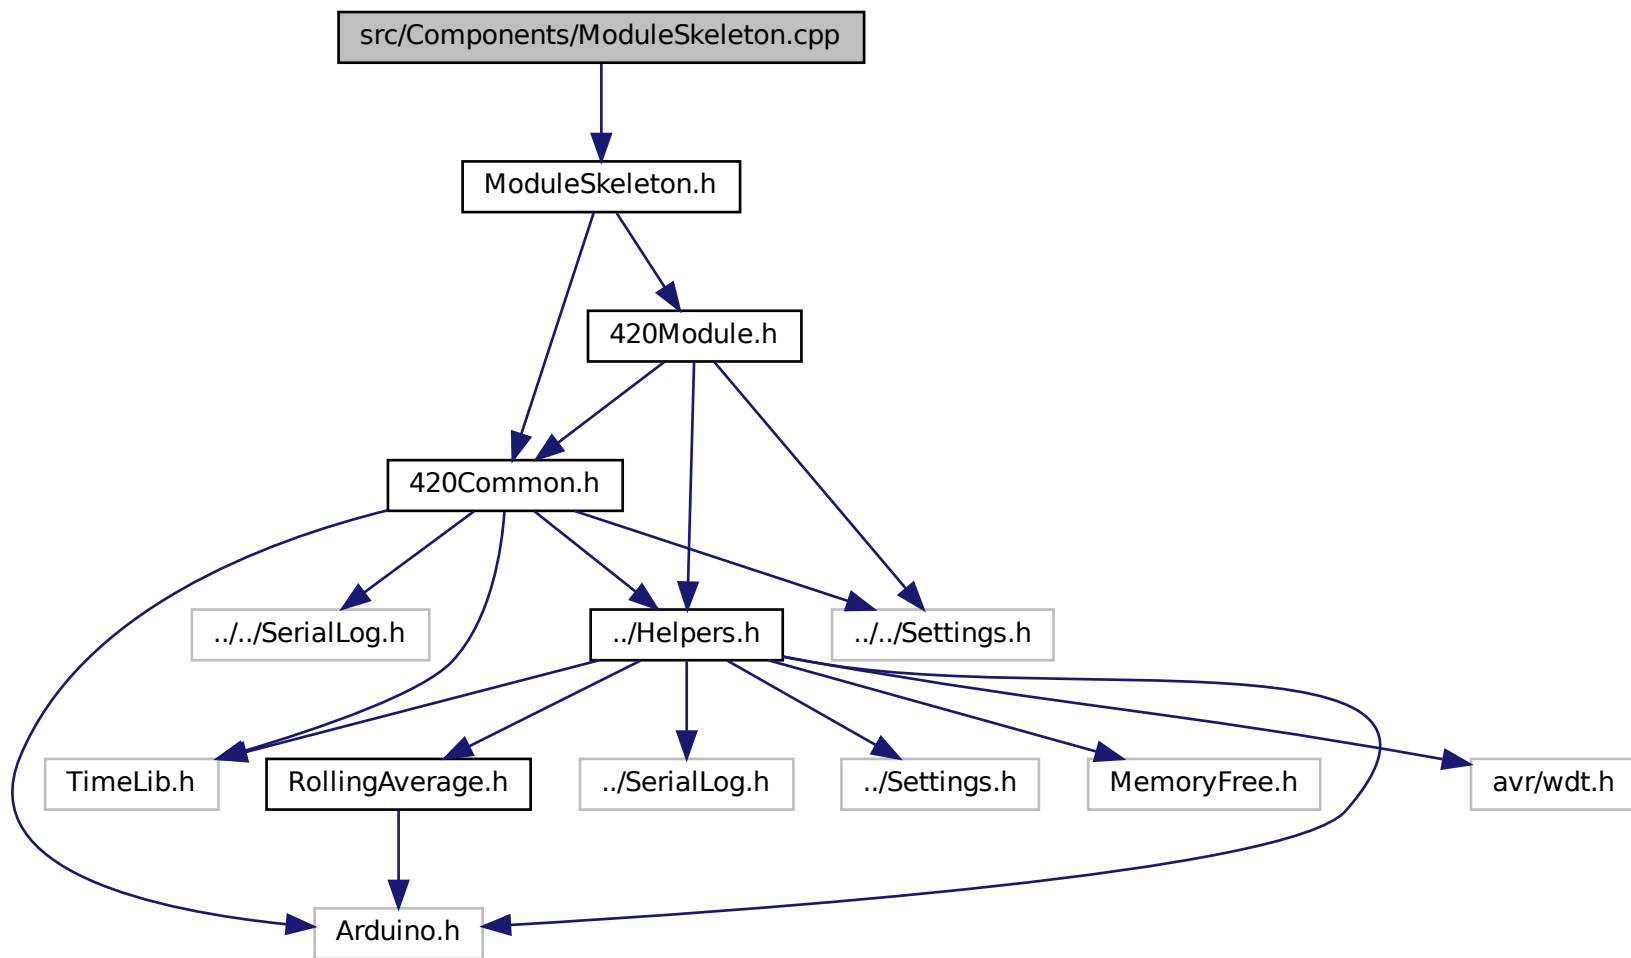 src/Components/ModuleSkeleton.cpp
ModuleSkeleton.h
420Module.h
420Common.h
../../SerialLog.h
../Helpers.h
../../Settings.h
TimeLib.h
RollingAverage.h
../SerialLog.h
../Settings.h
MemoryFree.h
avr/wdt.h
Arduino.h